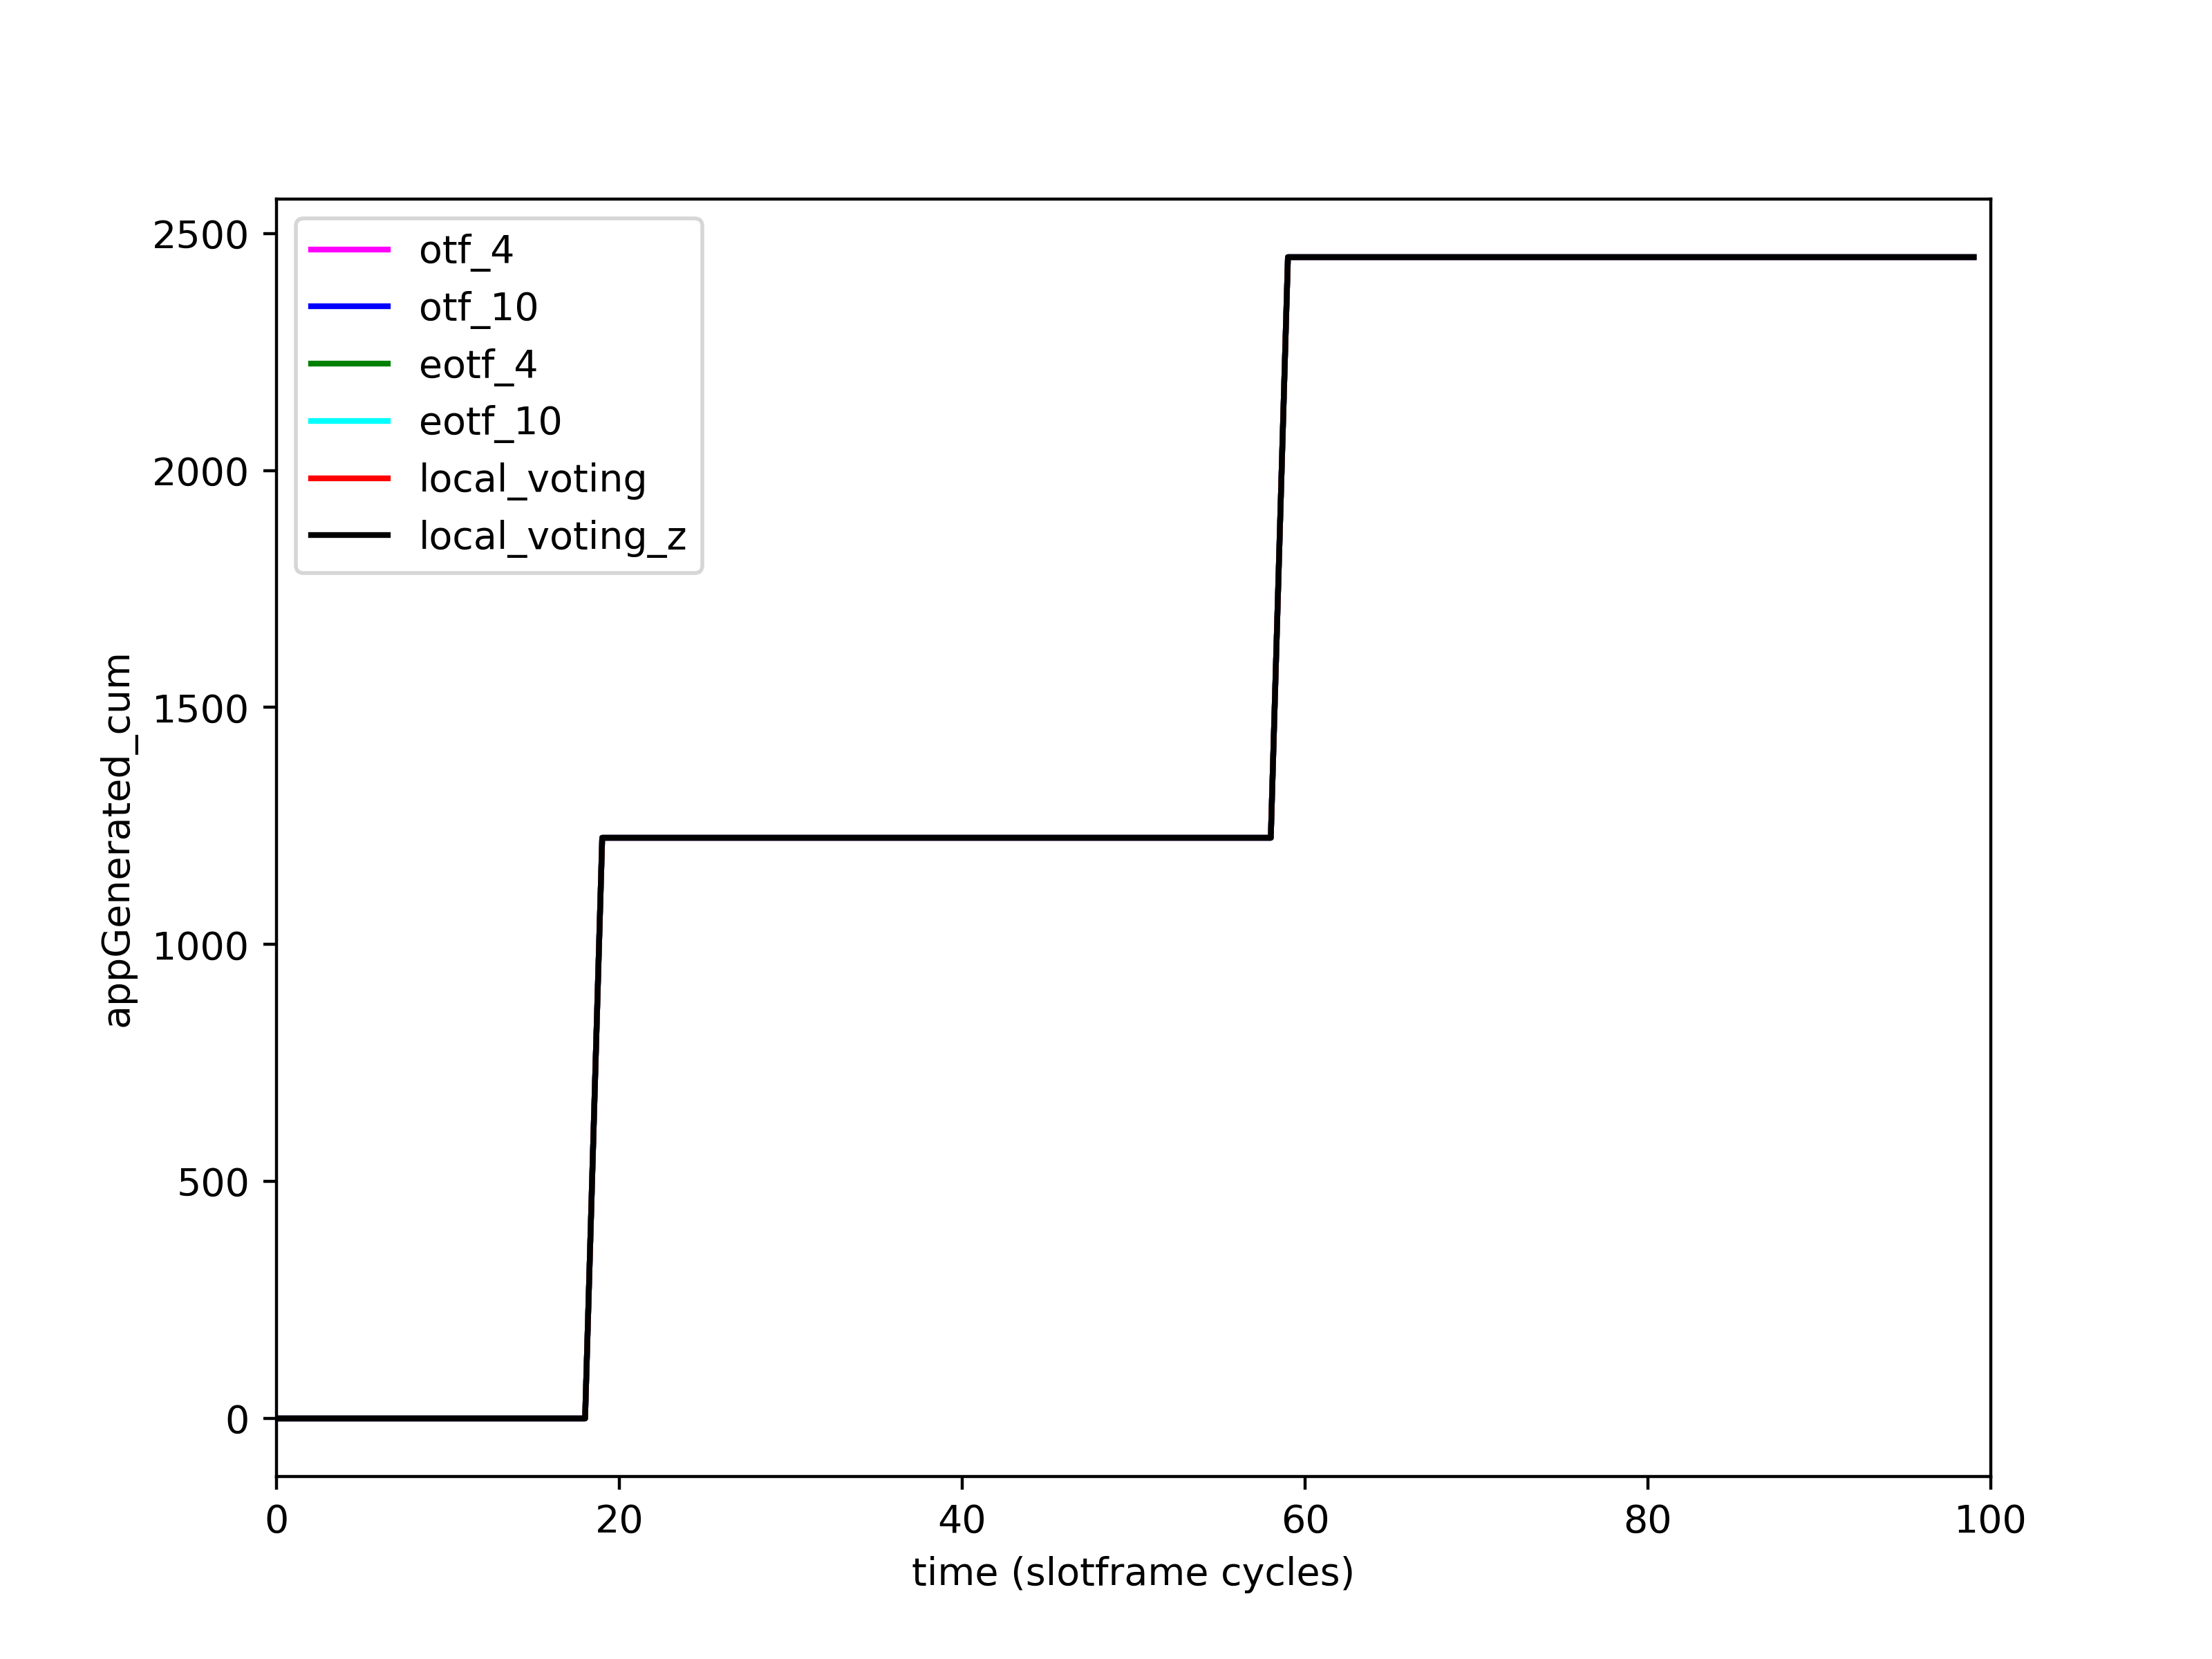 otf_4
otf_10
eotf_4
eotf_10
local_voting
local_voting_z
appGenerated_cum
2500
2000
1500
1000
500
0
0 20 40 60 80 100
time (slotframe cycles)